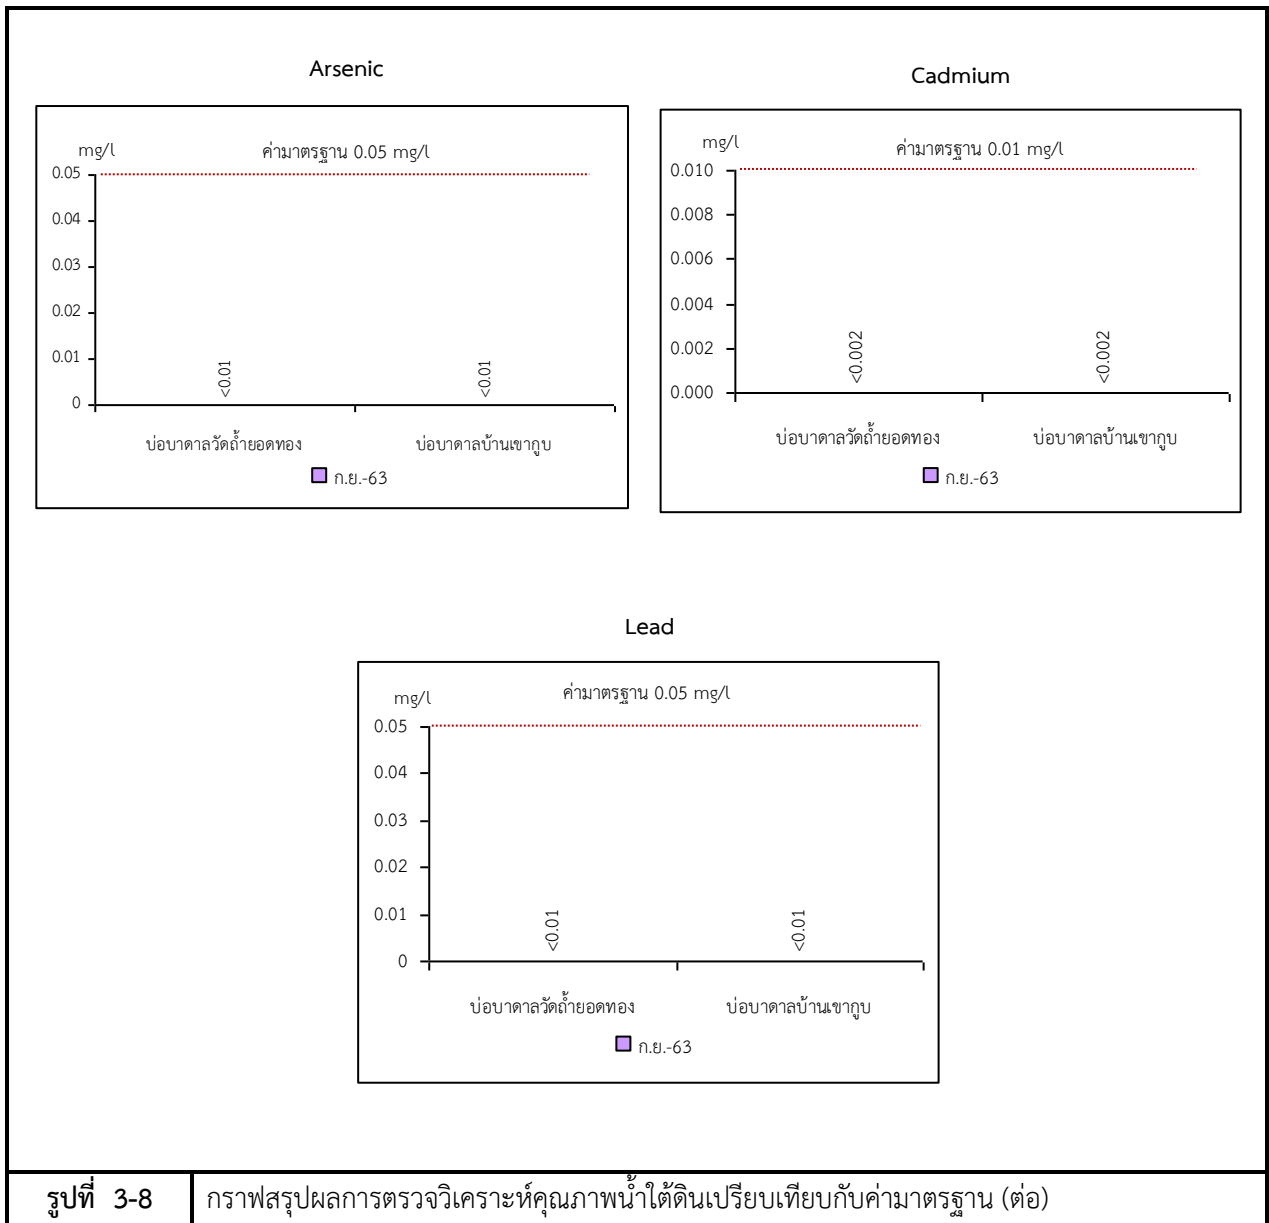 Arsenic
mg/l
ค่ามาตรฐาน 0.05 mg/l
0.05
0.04
0.03
0.02
0.01
0
<0.01
<0.01
บ่อบาดาลวัดถ้ำยอดทอง
บ่อบาดาลบ้านเขากูบ
ก.ย.-63
Cadmium
mg/l
ค่ามาตรฐาน 0.01 mg/l
0.010
0.008
0.006
0.004
0.002
0.000
<0.002
<0.002
บ่อบาดาลวัดถ้ำยอดทอง
บ่อบาดาลบ้านเขากูบ
ก.ย.-63
Lead
mg/l
ค่ามาตรฐาน 0.05 mg/l
0.05
0.04
0.03
0.02
0.01
0
<0.01
<0.01
บ่อบาดาลวัดถ้ำยอดทอง
บ่อบาดาลบ้านเขากูบ
ก.ย.-63
รูปที่ 3-8
กราฟสรุปผลการตรวจวิเคราะห์คุณภาพน้ำใต้ดินเปรียบเทียบกับค่ามาตรฐาน (ต่อ)